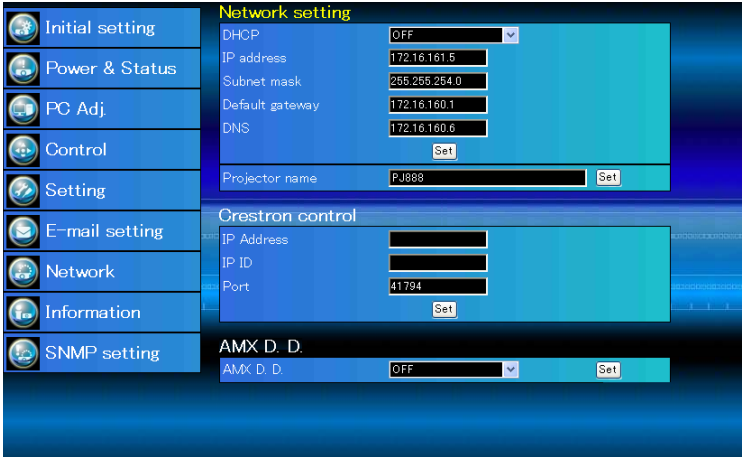 Initial setting
Power & Status
PC Adj.
Control
Setting
E-mail setting
Network
Information
SNMP setting
Network setting
DHCP OFF
IP address 172.16.161.5
Subnet mask 255.255.254.0
Default gateway 172.16.160.1
DNS 172.16.160.6
Set
Projector name PJ888 Set
Crestron control
IP Address
IP ID
Port 41794
Set
AMX D. D.
AMX D. D. OFF Set